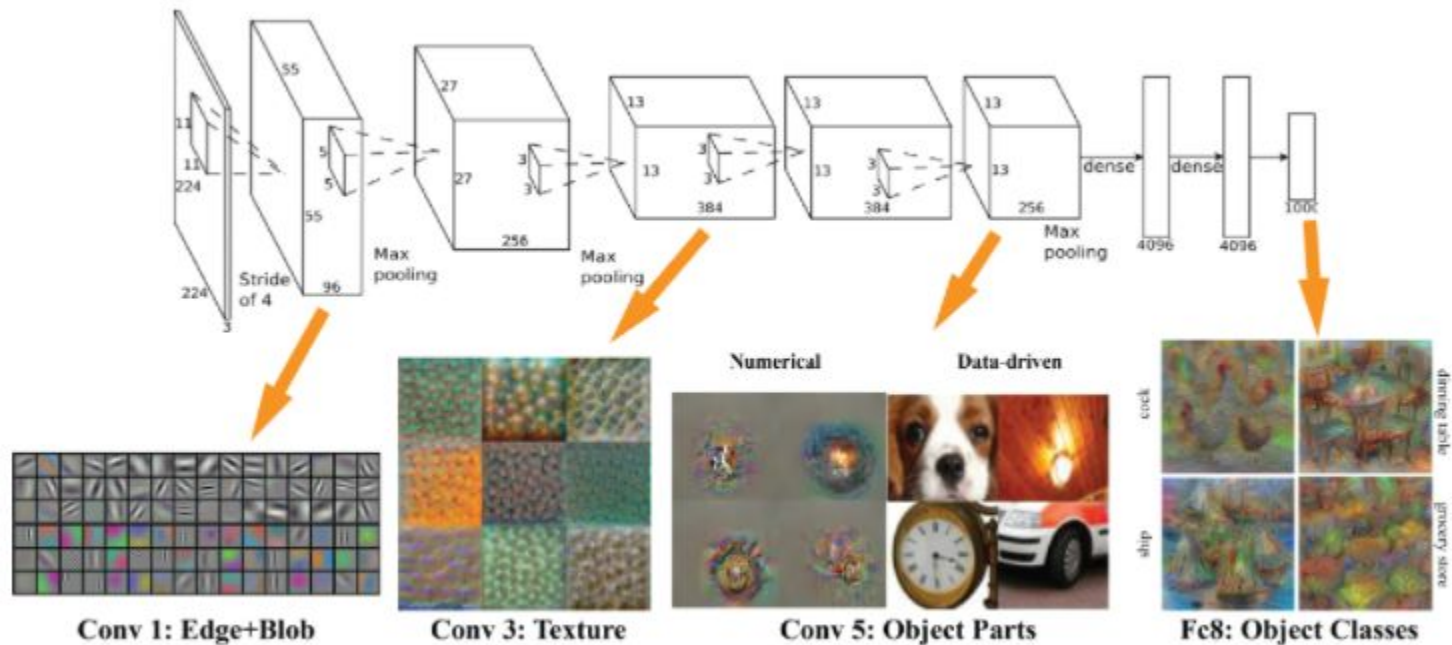 55
27
13
13
13
11
5
3
3
3
11
5
27
3
13
3
13
3
13
dense
dense
224
55
384
384
256
1000
256
Max
pooling
Max
pooling
Max
pooling
4096
4096
224
Stride
of 4
96
3
Numerical
Data-driven
cock
dinning table
ship
grocery store
Conv 1: Edge+Blob
Conv 3: Texture
Conv 5: Object Parts
Fc8: Object Classes